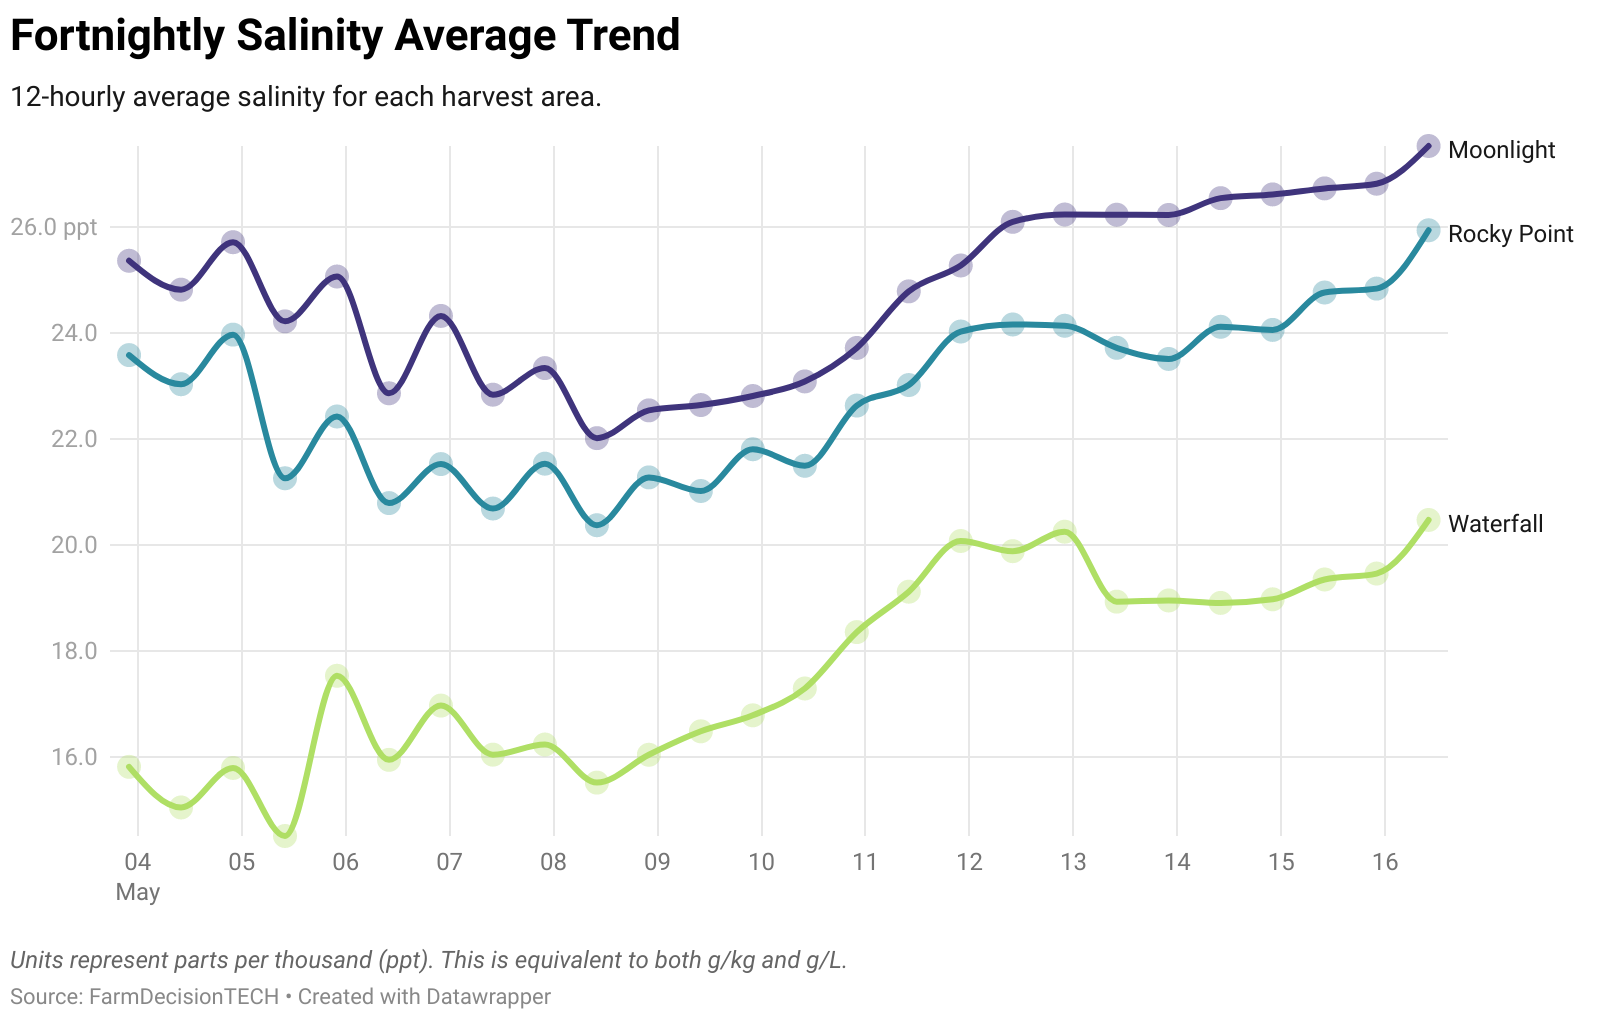 Fortnightly Salinity Average Trend
12-hourly average salinity for each harvest area.
Moonlight
26.0 ppt
Rocky Point
24.0
22.0
Waterfall
20.0
18.0
16.0
04 05 06 07 08 09 10 11 12 13 14 15 16
May
Units represent parts per thousand (ppt). This is equivalent to both g/kg and g/L.
Source: FarmDecisionTECH • Created with Datawrapper